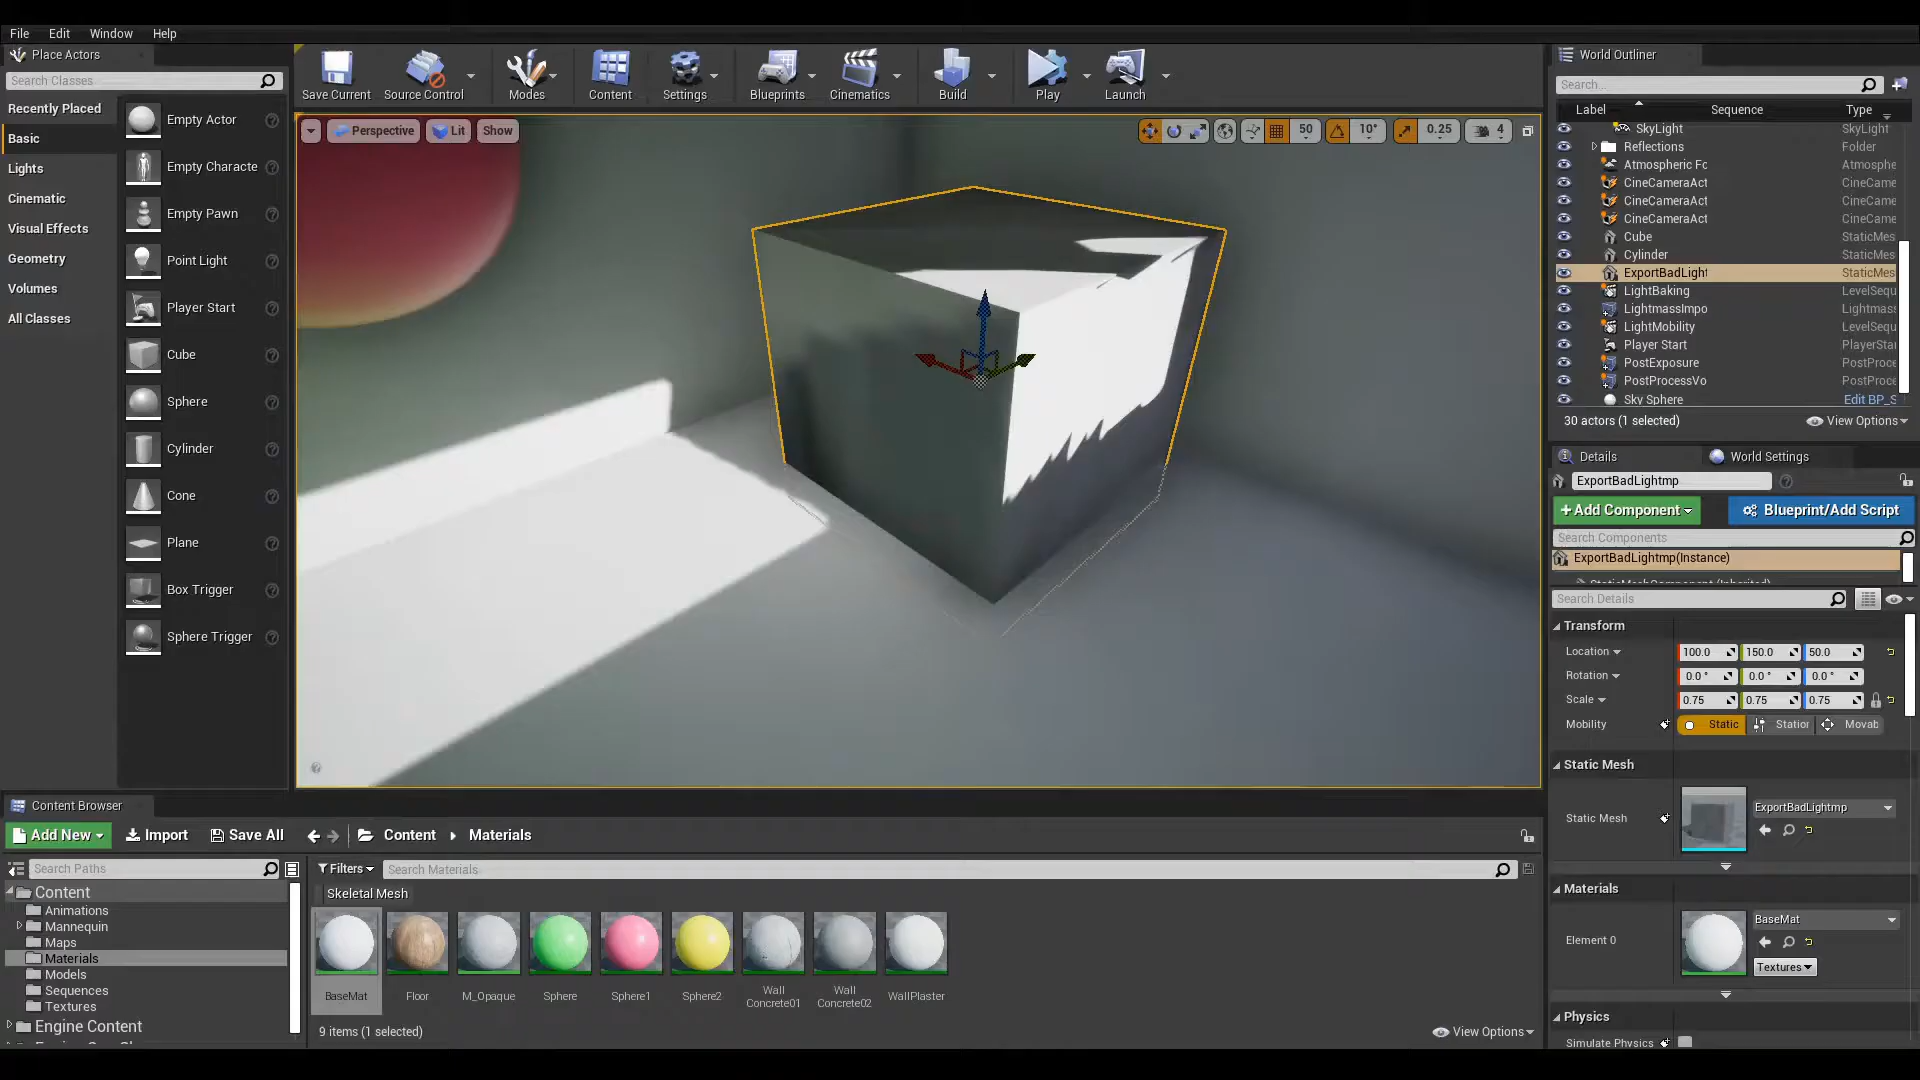 File Edit Window Help
Place Actors
Search Classes
Recently Placed
Basic
Lights
Cinematic
Visual Effects
Geometry
Volumes
All Classes
Empty Actor
Empty Characte
Empty Pawn
Point Light
Player Start
Cube
Sphere
Cylinder
Cone
Plane
Box Trigger
Sphere Trigger
Save Current Source Control Modes Content Settings Blueprints Cinematics Build Play Launch
Perspective Lit Show 50 10° 0.25 4
World Outliner
Search...
Label Sequence Type
SkyLight SkyLight
Reflections Folder
Atmospheric Fc Atmosphe
CineCameraAct CineCame
CineCameraAct CineCame
CineCameraAct CineCame
Cube StaticMes
Cylinder StaticMes
ExportBadLight StaticMes
LightBaking LevelSequ
LightmassImpo Lightmass
LightMobility LevelSequ
Player Start PlayerStar
PostExposure PostProce
PostProcessVo PostProce
Sky Sphere Edit BP_S
30 actors (1 selected) View Options
Details World Settings
ExportBadLightmp
+Add Component Blueprint/Add Script
Search Components
ExportBadLightmp(Instance)
Search Details
Transform
Location 100.0 150.0 50.0
Rotation 0.0 ° 0.0 ° 0.0 °
Scale 0.75 0.75 0.75
Mobility Static Station Movab
Static Mesh
Static Mesh ExportBadLightmp
Materials
Element 0 BaseMat
Textures
Physics
Simulate Physics
Content Browser
Add New Import Save All Content Materials
Search Paths
Content
Animations
Mannequin
Maps
Materials
Models
Sequences
Textures
Engine Content
Filters Search Materials
Skeletal Mesh
BaseMat Floor M_Opaque Sphere Sphere1 Sphere2 Wall Concrete01 Wall Concrete02 WallPlaster
9 items (1 selected) View Options